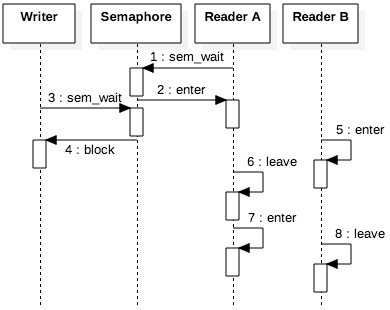 Writer
Semaphore
Reader A
Reader B
1 : sem_wait
2 : enter
3 : sem_wait
4 : block
5 : enter
6 : leave
7 : enter
8 : leave